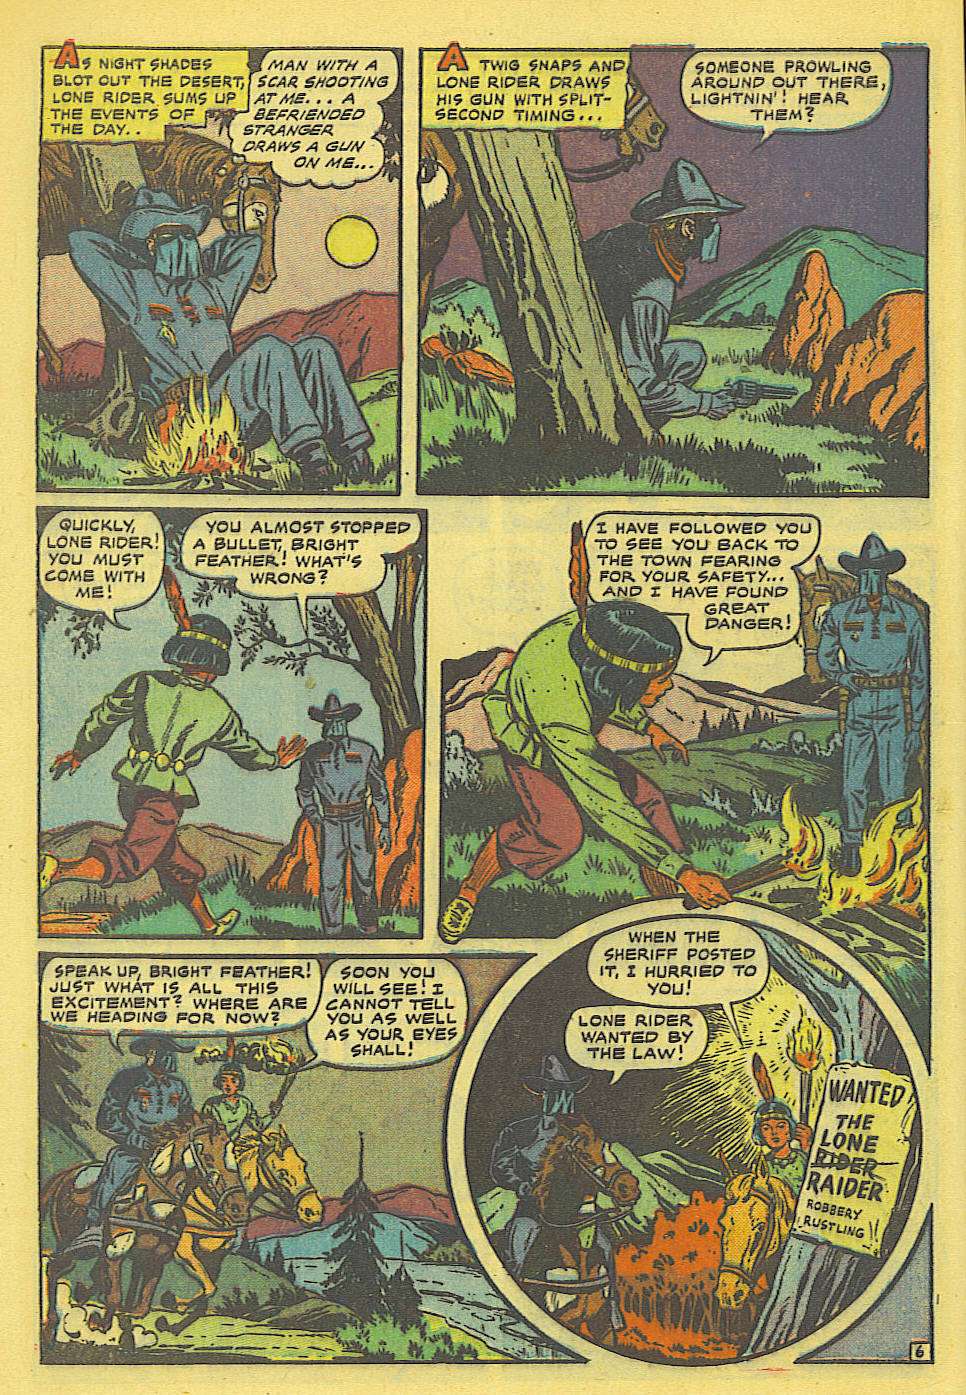 AS NIGHT SHADES
BLOT OUT THE DESERT,
LONE RIDER SUMS UP
THE EVENTS OF
THE DAY..
MAN WITH A
SCAR SHOOTING
AT ME... A
BEFRIENDED
STRANGER
DRAWS A GUN
ON ME...
A TWIG SNAPS AND
LONE RIDER DRAWS
HIS GUN WITH SPLIT-
SECOND TIMING...
SOMEONE PROWLING
AROUND OUT THERE,
LIGHTNIN'! HEAR
THEM?
QUICKLY,
LONE RIDER!
YOU MUST
COME WITH
ME!
YOU ALMOST STOPPED
A BULLET, BRIGHT
FEATHER! WHAT'S
WRONG?
I HAVE FOLLOWED YOU
TO SEE YOU BACK TO
THE TOWN FEARING
FOR YOUR SAFETY...
AND I HAVE FOUND
GREAT
DANGER!
SPEAK UP, BRIGHT FEATHER!
JUST WHAT IS ALL THIS
EXCITEMENT? WHERE ARE
WE HEADING FOR NOW?
SOON YOU
WILL SEE! I
CANNOT TELL
YOU AS WELL
AS YOUR EYES
SHALL!
WHEN THE
SHERIFF POSTED
IT, I HURRIED TO
YOU!
LONE RIDER
WANTED BY
THE LAW!
WANTED!
THE
LONE
RIDER
RAIDER
ROBBERY
RUSTLING!!
6